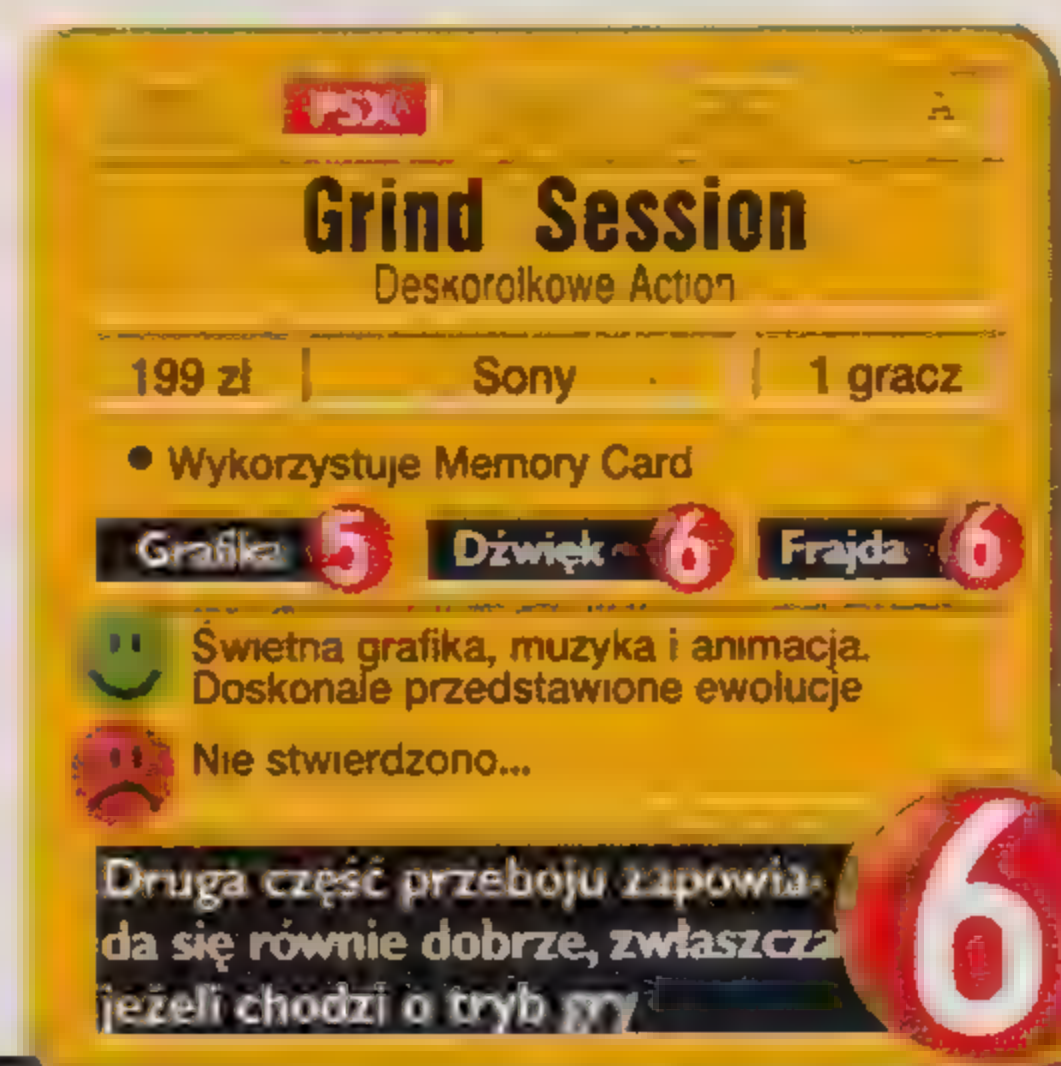 PSX
Grind Session
Deskorolkowe Action
199 zł | Sony | 1 gracz
• Wykorzystuje Memory Card
Grafika 5 Dźwięk 6 Frajda 6
Świetna grafika, muzyka i animacja.
Doskonale przedstawione ewolucje
Nie stwierdzono...
Druga część przeboju zapowia-
da się równie dobrze, zwłaszcza
jeżeli chodzi o tryb gry
6